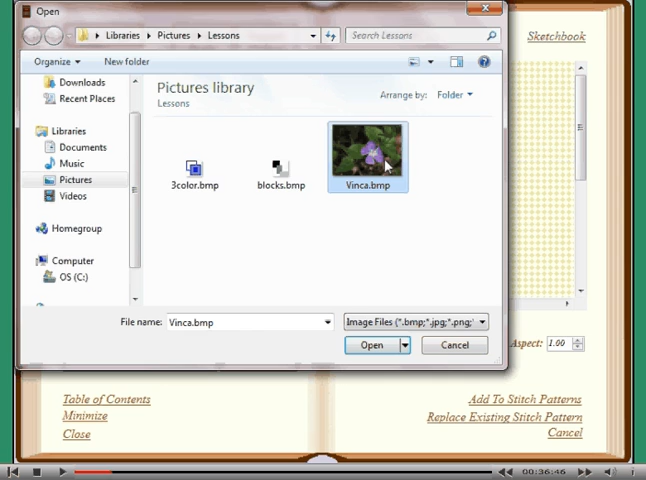 Open
Libraries Pictures Lessons
Search Lessons
Organize
New folder
Downloads
Recent Places
Libraries
Documents
Music
Pictures
Videos
Homegroup
Computer
OS (C:)
Pictures library
Lessons
Arrange by: Folder
3color.bmp
blocks.bmp
Vinca.bmp
File name: Vinca.bmp
Image Files (*.bmp;*.jpg;*.png;
Open
Cancel
Sketchbook
Aspect: 1.00
Table of Contents
Minimize
Close
Add To Stitch Patterns
Replace Existing Stitch Pattern
Cancel
00:36:46